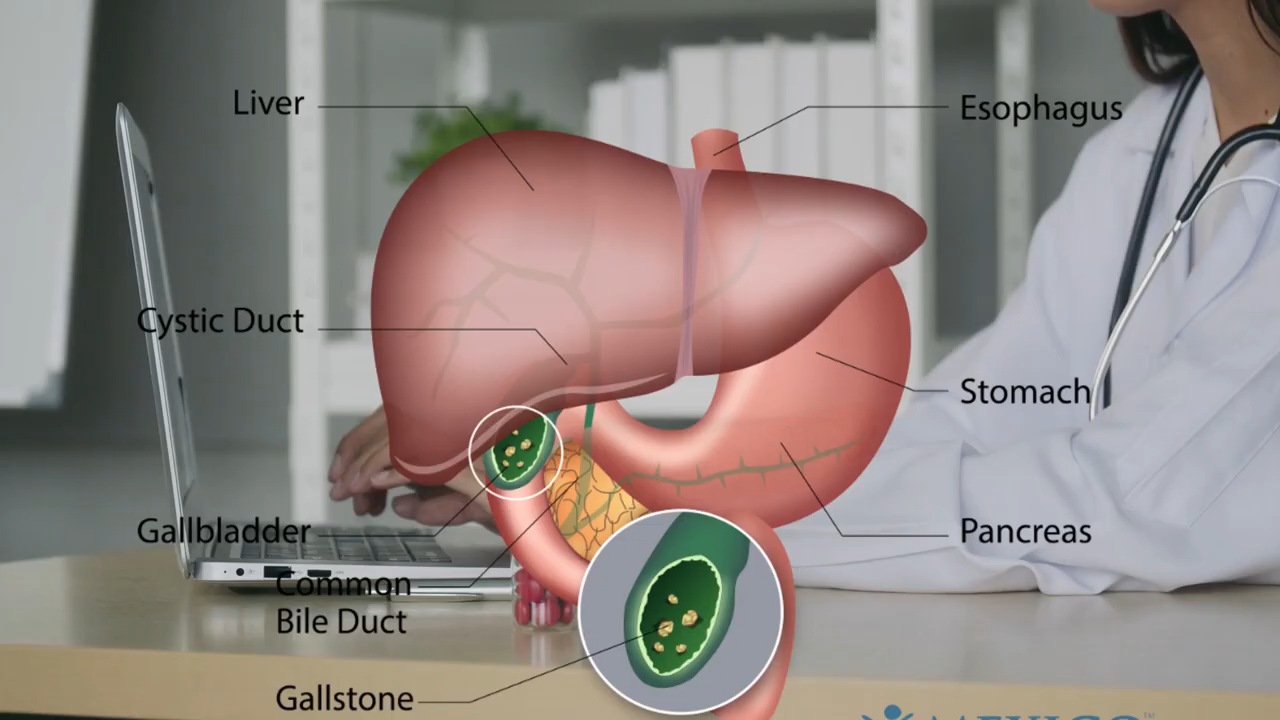 Liver
Esophagus
Cystic Duct
Stomach
Gallbladder
Pancreas
Common
Bile Duct
Gallstone